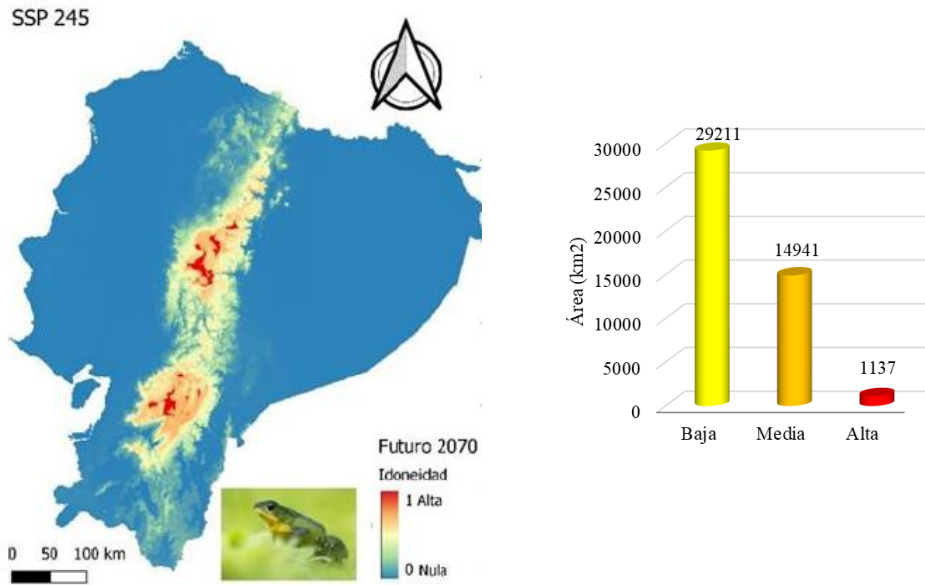 SSP 245
Futuro 2070
Idoneidad
1 Alta
0 Nula
0 50 100 km
Área (km2)
30000
25000
20000
15000
10000
5000
0
29211
14941
1137
Baja Media Alta